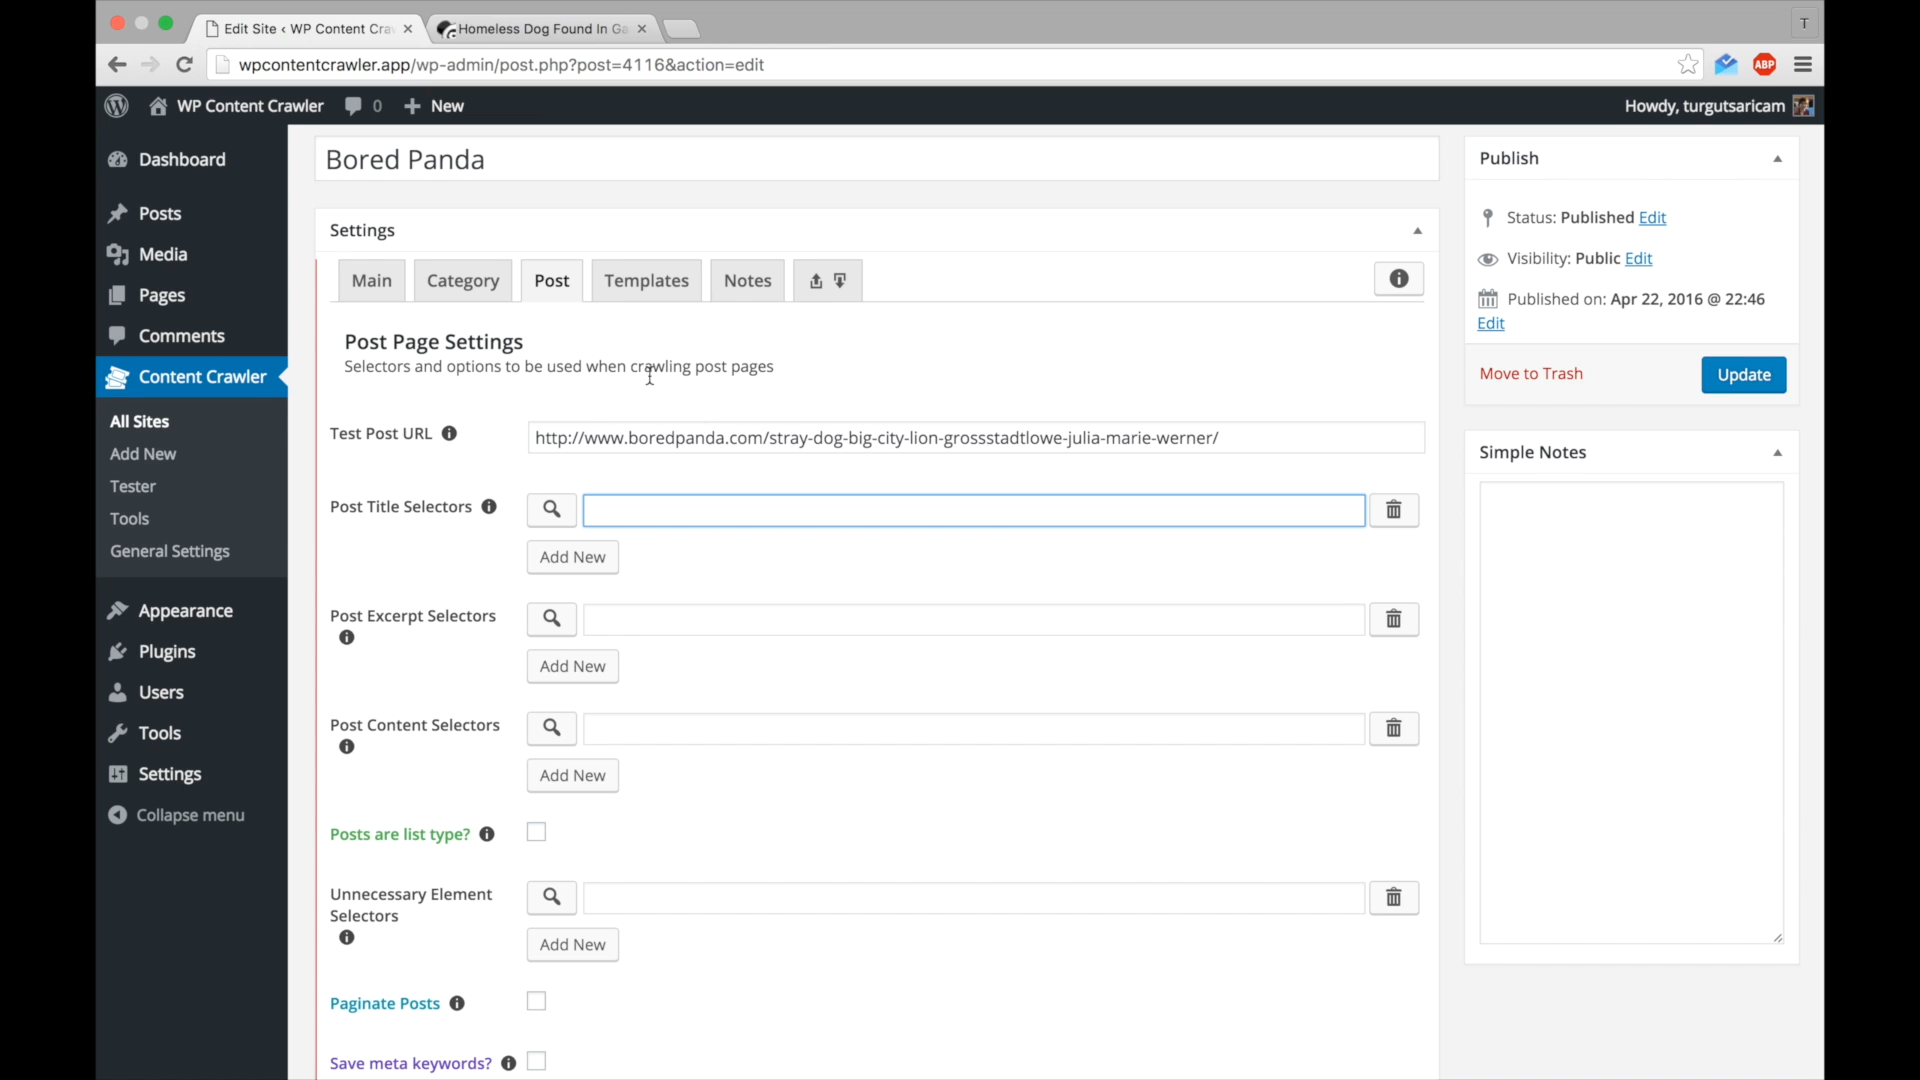 Edit Site ‹ WP Content Cra
Homeless Dog Found In Ga
T
wpcontentcrawler.app/wp-admin/post.php?post=4116&action=edit
ABP
WP Content Crawler
0
New
Howdy, turgutsaricam
Dashboard
Posts
Media
Pages
Comments
Content Crawler
All Sites
Add New
Tester
Tools
General Settings
Appearance
Plugins
Users
Tools
Settings
Collapse menu
Bored Panda
Settings
Main
Category
Post
Templates
Notes
Post Page Settings
Selectors and options to be used when crawling post pages
Test Post URL
http://www.boredpanda.com/stray-dog-big-city-lion-grossstadtlowe-julia-marie-werner/
Post Title Selectors
Add New
Post Excerpt Selectors
Add New
Post Content Selectors
Add New
Posts are list type?
Unnecessary Element
Selectors
Add New
Paginate Posts
Save meta keywords?
Publish
Status: Published Edit
Visibility: Public Edit
Published on: Apr 22, 2016 @ 22:46
Edit
Move to Trash
Update
Simple Notes